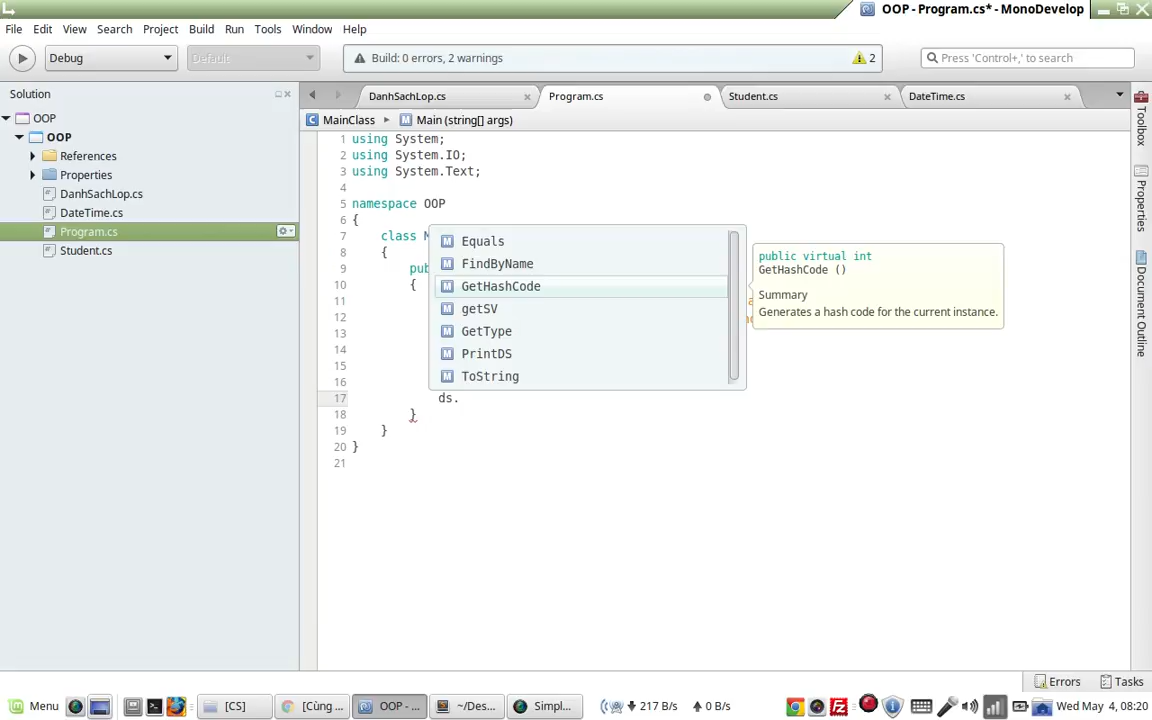 OOP - Program.cs* - MonoDevelop
File Edit View Search Project Build Run Tools Window Help
Debug Default Build: 0 errors, 2 warnings 2 Press 'Control+,' to search
Solution
DanhSachLop.cs Program.cs Student.cs DateTime.cs
OOP
MainClass Main (string[] args)
OOP
References
Properties
DanhSachLop.cs
DateTime.cs
Program.cs
Student.cs
1 using System;
2 using System.IO;
3 using System.Text;
4
5 namespace OOP
6 {
7 class
8 {
9 pub
10 {
11
12
13
14
15
16
17 ds.
18 }
19 }
20 }
21
Equals
FindByName
GetHashCode
getSV
GetType
PrintDS
ToString
public virtual int
GetHashCode ()
Summary
Generates a hash code for the current instance.
Toolbox
Properties
Document Outline
Errors Tasks
Menu [CS] [Cùng ... OOP - ... ~/Des... Simpl... 217 B/s 0 B/s Wed May 4, 08:20